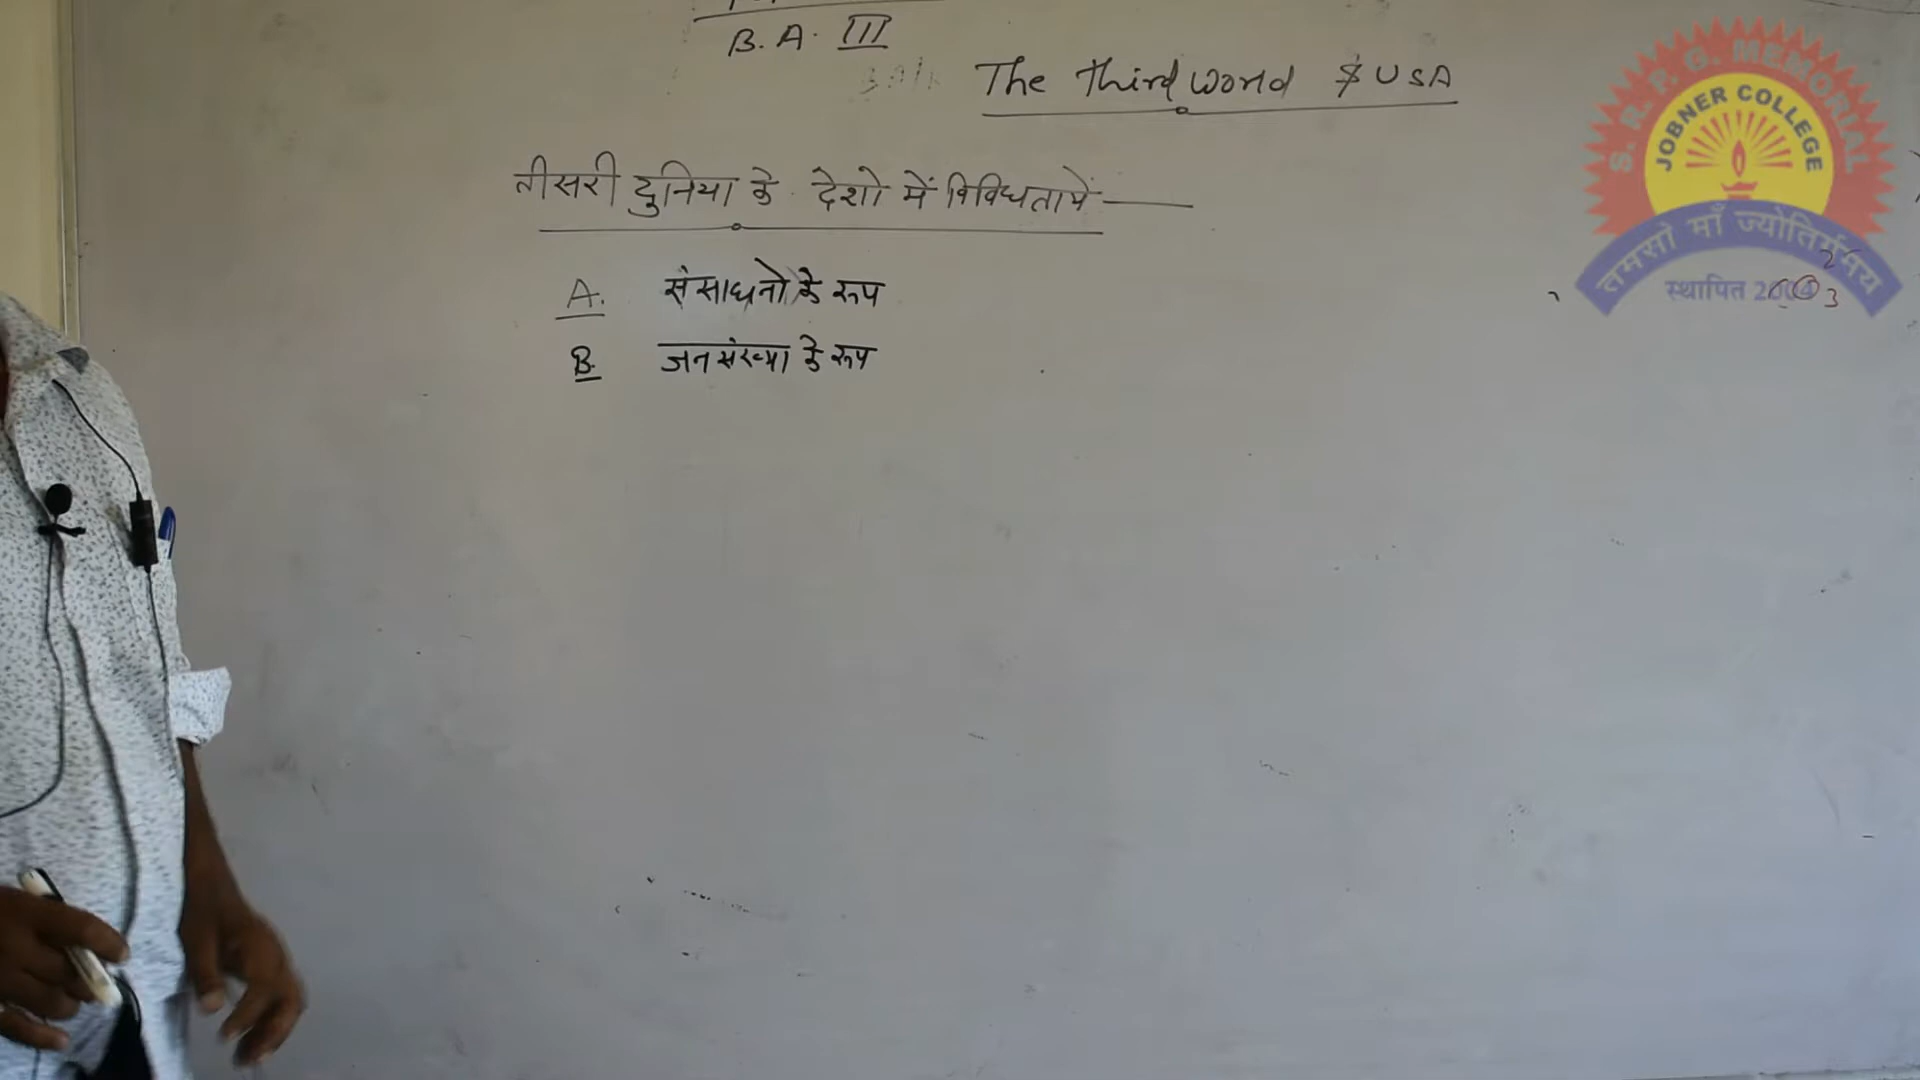 B. A. III
The third world & USA
तीसरी दुनिया के देशो में विविधतायें
A. संसाधनो के रूप
B. जनसंख्या के रूप
S. R. P. G. MEMORIAL
JOBNER COLLEGE
तमसो माँ ज्योतिर्गमय
स्थापित